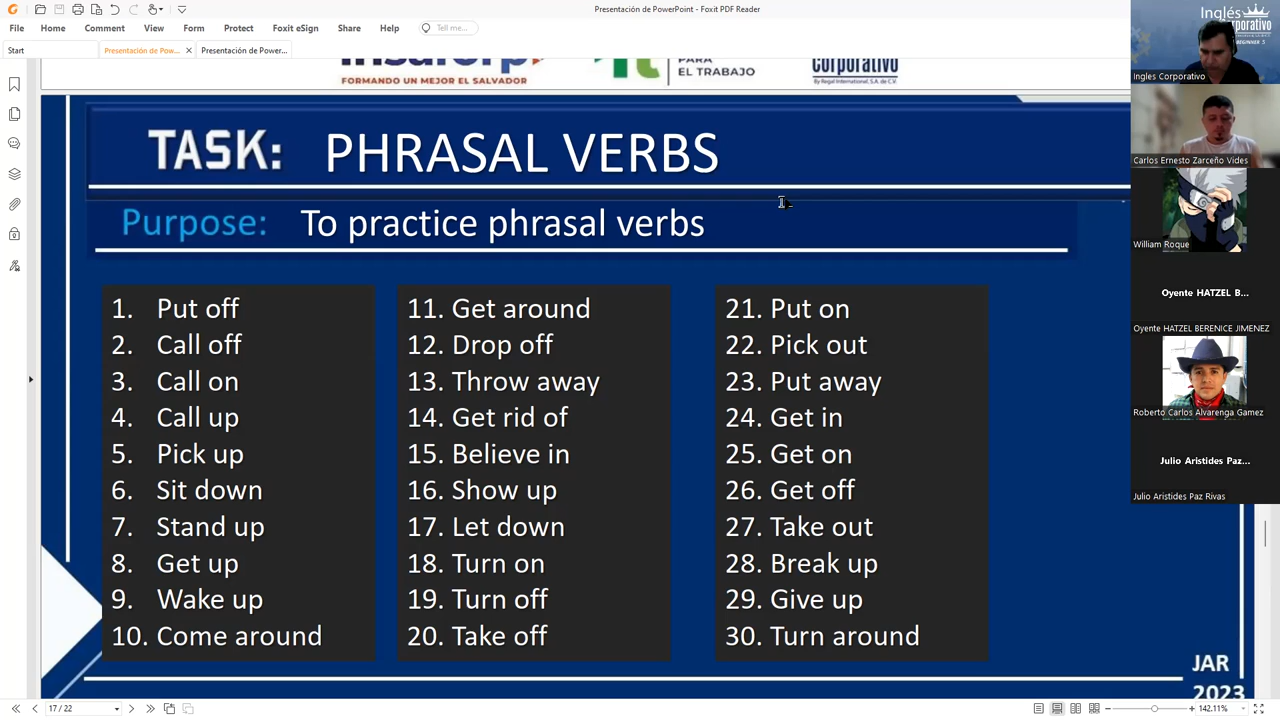 Presentación de PowerPoint - Foxit PDF Reader
File Home Comment View Form Protect Foxit eSign Share Help Tell me...
Start Presentación de Pow... Presentación de Power...
FORMANDO UN MEJOR EL SALVADOR
PARA
EL TRABAJO
corporativo
By Regal International, S.A. de C.V.
TASK: PHRASAL VERBS
Purpose: To practice phrasal verbs
1. Put off
2. Call off
3. Call on
4. Call up
5. Pick up
6. Sit down
7. Stand up
8. Get up
9. Wake up
10. Come around
11. Get around
12. Drop off
13. Throw away
14. Get rid of
15. Believe in
16. Show up
17. Let down
18. Turn on
19. Turn off
20. Take off
21. Put on
22. Pick out
23. Put away
24. Get in
25. Get on
26. Get off
27. Take out
28. Break up
29. Give up
30. Turn around
JAR
2023
Inglés
BEGINNER 5
Ingles Corporativo
Carlos Ernesto Zarceño Vides
William Roque
Oyente HATZEL B...
Oyente HATZEL BERENICE JIMENEZ
Roberto Carlos Alvarenga Gamez
Julio Aristides Paz...
Julio Aristides Paz Rivas
17 / 22
142.11%